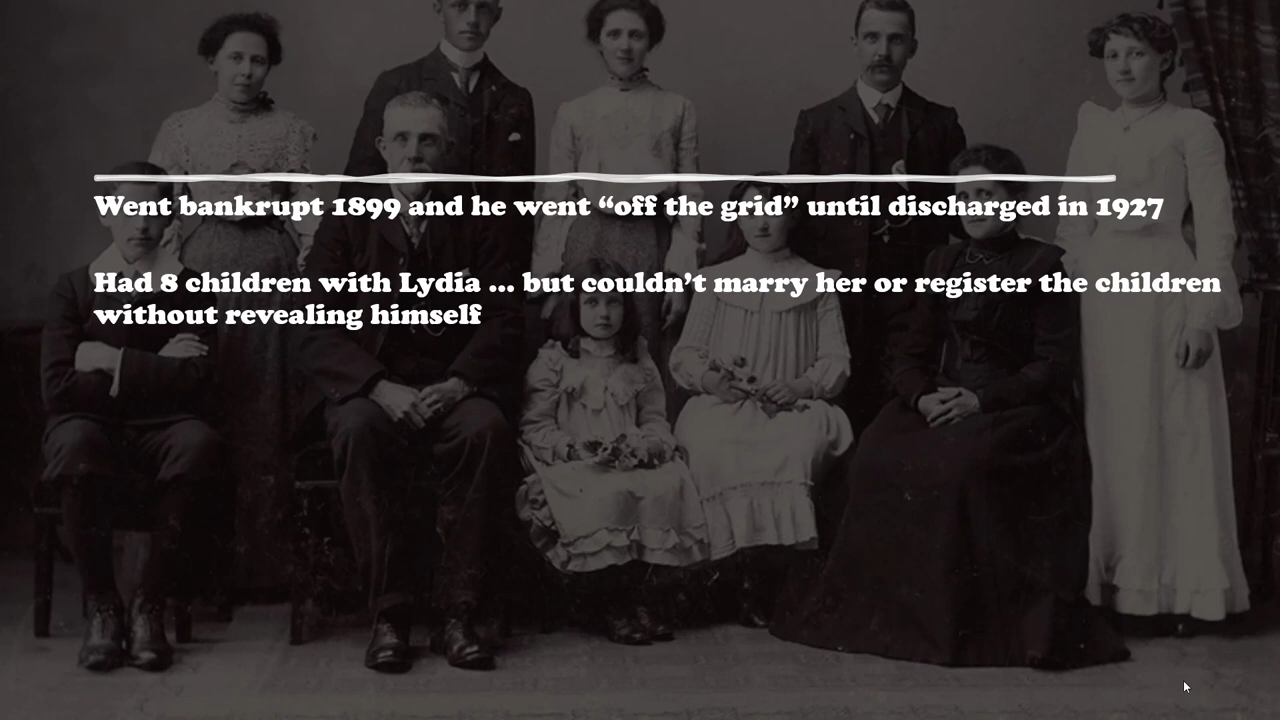 Went bankrupt 1899 and he went “off the grid” until discharged in 1927
Had 8 children with Lydia … but couldn’t marry her or register the children
without revealing himself